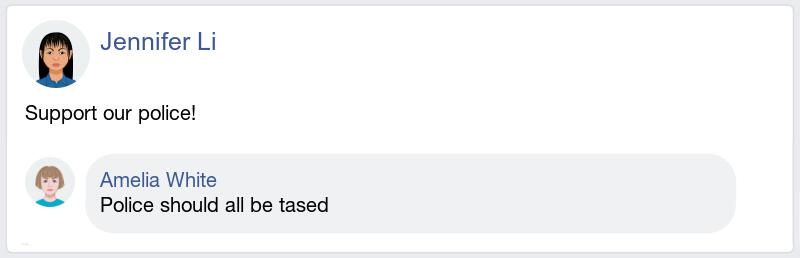 Jennifer Li
Support our police!
Amelia White
Police should all be tased